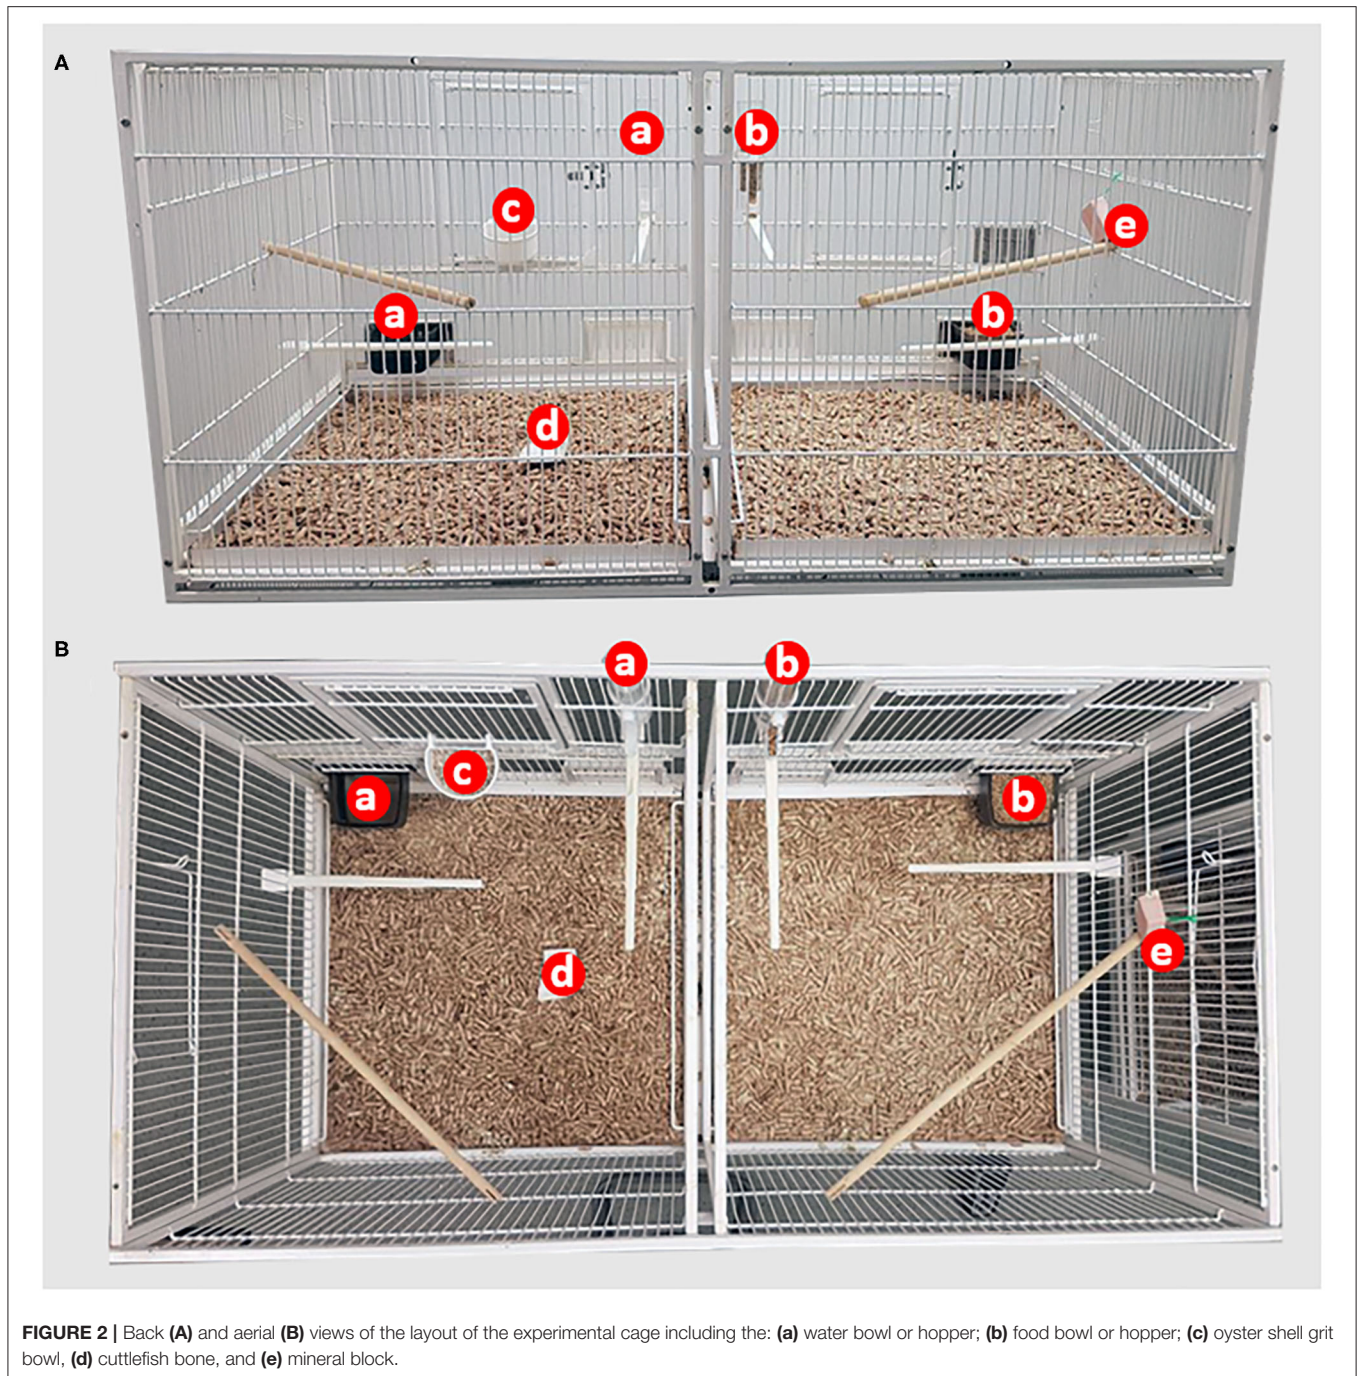 A
a
b
c
e
a
b
d
B
a
b
c
a
b
d
e
FIGURE 2 | Back (A) and aerial (B) views of the layout of the experimental cage including the: (a) water bowl or hopper; (b) food bowl or hopper; (c) oyster shell grit
bowl, (d) cuttlefish bone, and (e) mineral block.